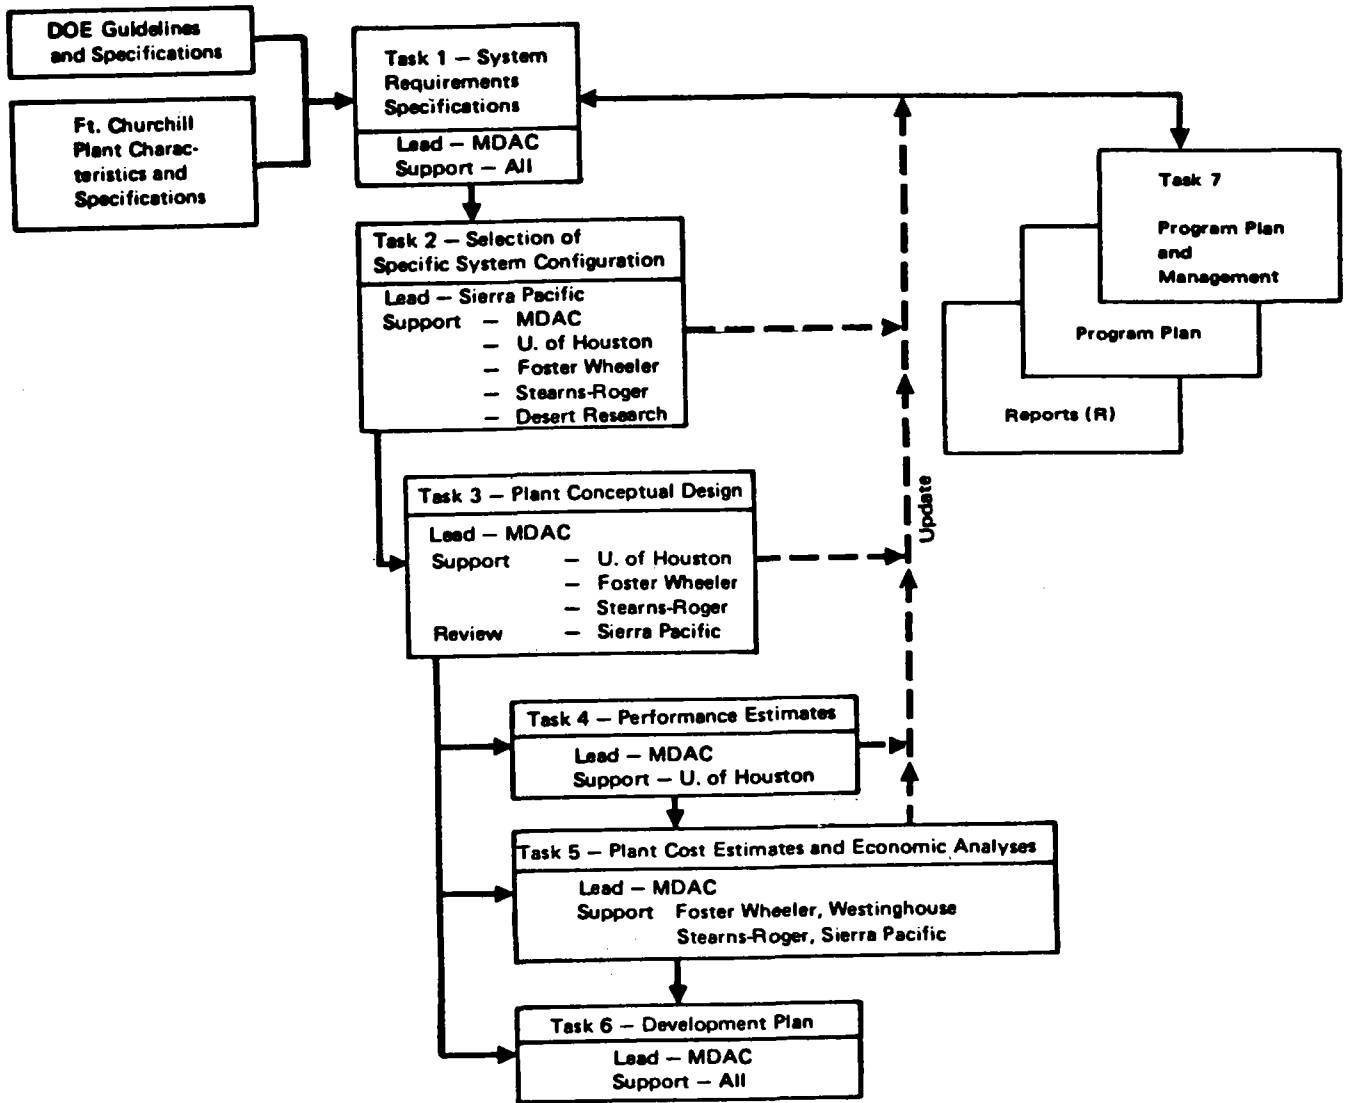 DOE Guidelines
and Specifications
Ft. Churchill
Plant Charac-
teristics and
Specifications
Task 1 — System
Requirements
Specifications
Lead — MDAC
Support — All
Task 2 — Selection of
Specific System Configuration
Lead — Sierra Pacific
Support — MDAC
— U. of Houston
— Foster Wheeler
— Stearns-Roger
— Desert Research
Task 3 — Plant Conceptual Design
Lead — MDAC
Support — U. of Houston
— Foster Wheeler
— Stearns-Roger
Review — Sierra Pacific
Task 4 — Performance Estimates
Lead — MDAC
Support — U. of Houston
Task 5 — Plant Cost Estimates and Economic Analyses
Lead — MDAC
Support Foster Wheeler, Westinghouse
Stearns-Roger, Sierra Pacific
Task 6 — Development Plan
Lead — MDAC
Support — All
Update
Task 7
Program Plan
and
Management
Program Plan
Reports (R)